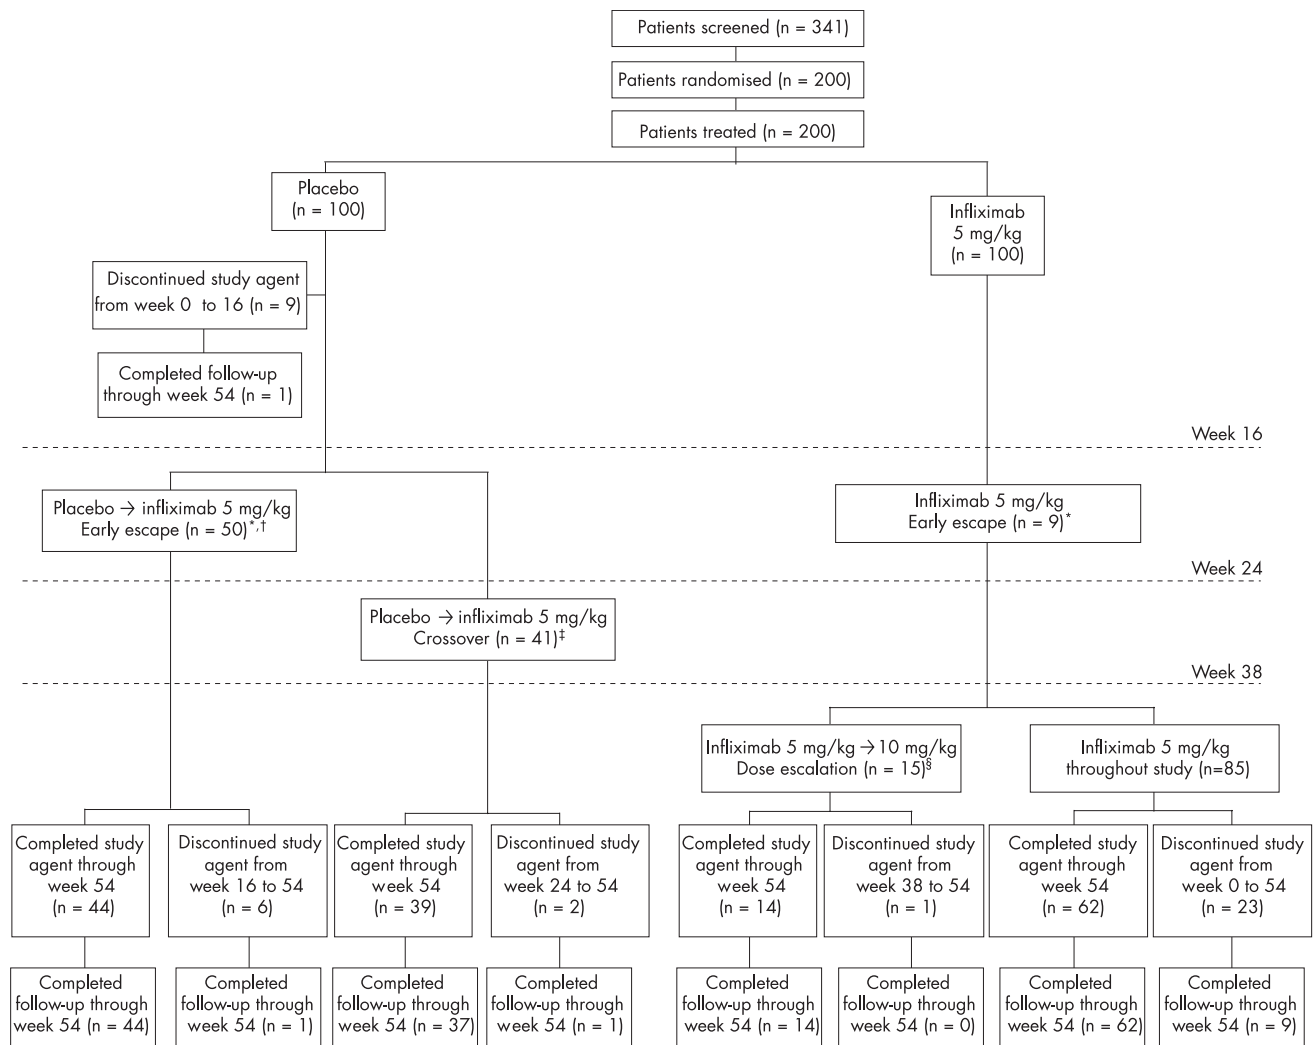 Patients screened (n = 341)
Patients randomised (n = 200)
Patients treated (n = 200)
Placebo
(n = 100)
Infliximab
5 mg/kg
(n = 100)
Discontinued study agent
from week 0 to 16 (n = 9)
Completed follow-up
through week 54 (n = 1)
Week 16
Placebo → infliximab 5 mg/kg
Early escape (n = 50)*,†
Infliximab 5 mg/kg
Early escape (n = 9)*
Week 24
Placebo → infliximab 5 mg/kg
Crossover (n = 41)‡
Week 38
Infliximab 5 mg/kg → 10 mg/kg
Dose escalation (n = 15)§
Infliximab 5 mg/kg
throughout study (n=85)
Completed study
agent through
week 54
(n = 44)
Discontinued study
agent from
week 16 to 54
(n = 6)
Completed study
agent through
week 54
(n = 39)
Discontinued study
agent from
week 24 to 54
(n = 2)
Completed study
agent through
week 54
(n = 14)
Discontinued study
agent from
week 38 to 54
(n = 1)
Completed study
agent through
week 54
(n = 62)
Discontinued study
agent from
week 0 to 54
(n = 23)
Completed
follow-up through
week 54 (n = 44)
Completed
follow-up through
week 54 (n = 1)
Completed
follow-up through
week 54 (n = 37)
Completed
follow-up through
week 54 (n = 1)
Completed
follow-up through
week 54 (n = 14)
Completed
follow-up through
week 54 (n = 0)
Completed
follow-up through
week 54 (n = 62)
Completed
follow-up through
week 54 (n = 9)